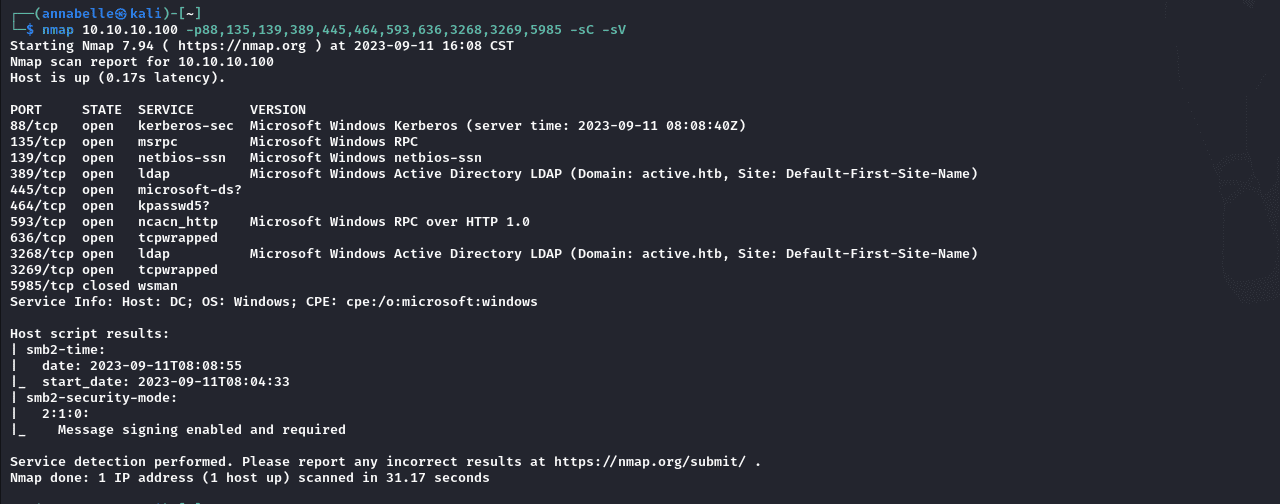 ┌──(annabelle㉿kali)-[~]
└─$ nmap 10.10.10.100 -p88,135,139,389,445,464,593,636,3268,3269,5985 -sC -sV
Starting Nmap 7.94 ( https://nmap.org ) at 2023-09-11 16:08 CST
Nmap scan report for 10.10.10.100
Host is up (0.17s latency).

PORT     STATE  SERVICE      VERSION
88/tcp   open   kerberos-sec Microsoft Windows Kerberos (server time: 2023-09-11 08:08:40Z)
135/tcp  open   msrpc        Microsoft Windows RPC
139/tcp  open   netbios-ssn  Microsoft Windows netbios-ssn
389/tcp  open   ldap         Microsoft Windows Active Directory LDAP (Domain: active.htb, Site: Default-First-Site-Name)
445/tcp  open   microsoft-ds?
464/tcp  open   kpasswd5?
593/tcp  open   ncacn_http   Microsoft Windows RPC over HTTP 1.0
636/tcp  open   tcpwrapped
3268/tcp open   ldap         Microsoft Windows Active Directory LDAP (Domain: active.htb, Site: Default-First-Site-Name)
3269/tcp open   tcpwrapped
5985/tcp closed wsman
Service Info: Host: DC; OS: Windows; CPE: cpe:/o:microsoft:windows

Host script results:
| smb2-time:
|   date: 2023-09-11T08:08:55
|_  start_date: 2023-09-11T08:04:33
| smb2-security-mode:
|   2:1:0:
|_    Message signing enabled and required

Service detection performed. Please report any incorrect results at https://nmap.org/submit/ .
Nmap done: 1 IP address (1 host up) scanned in 31.17 seconds